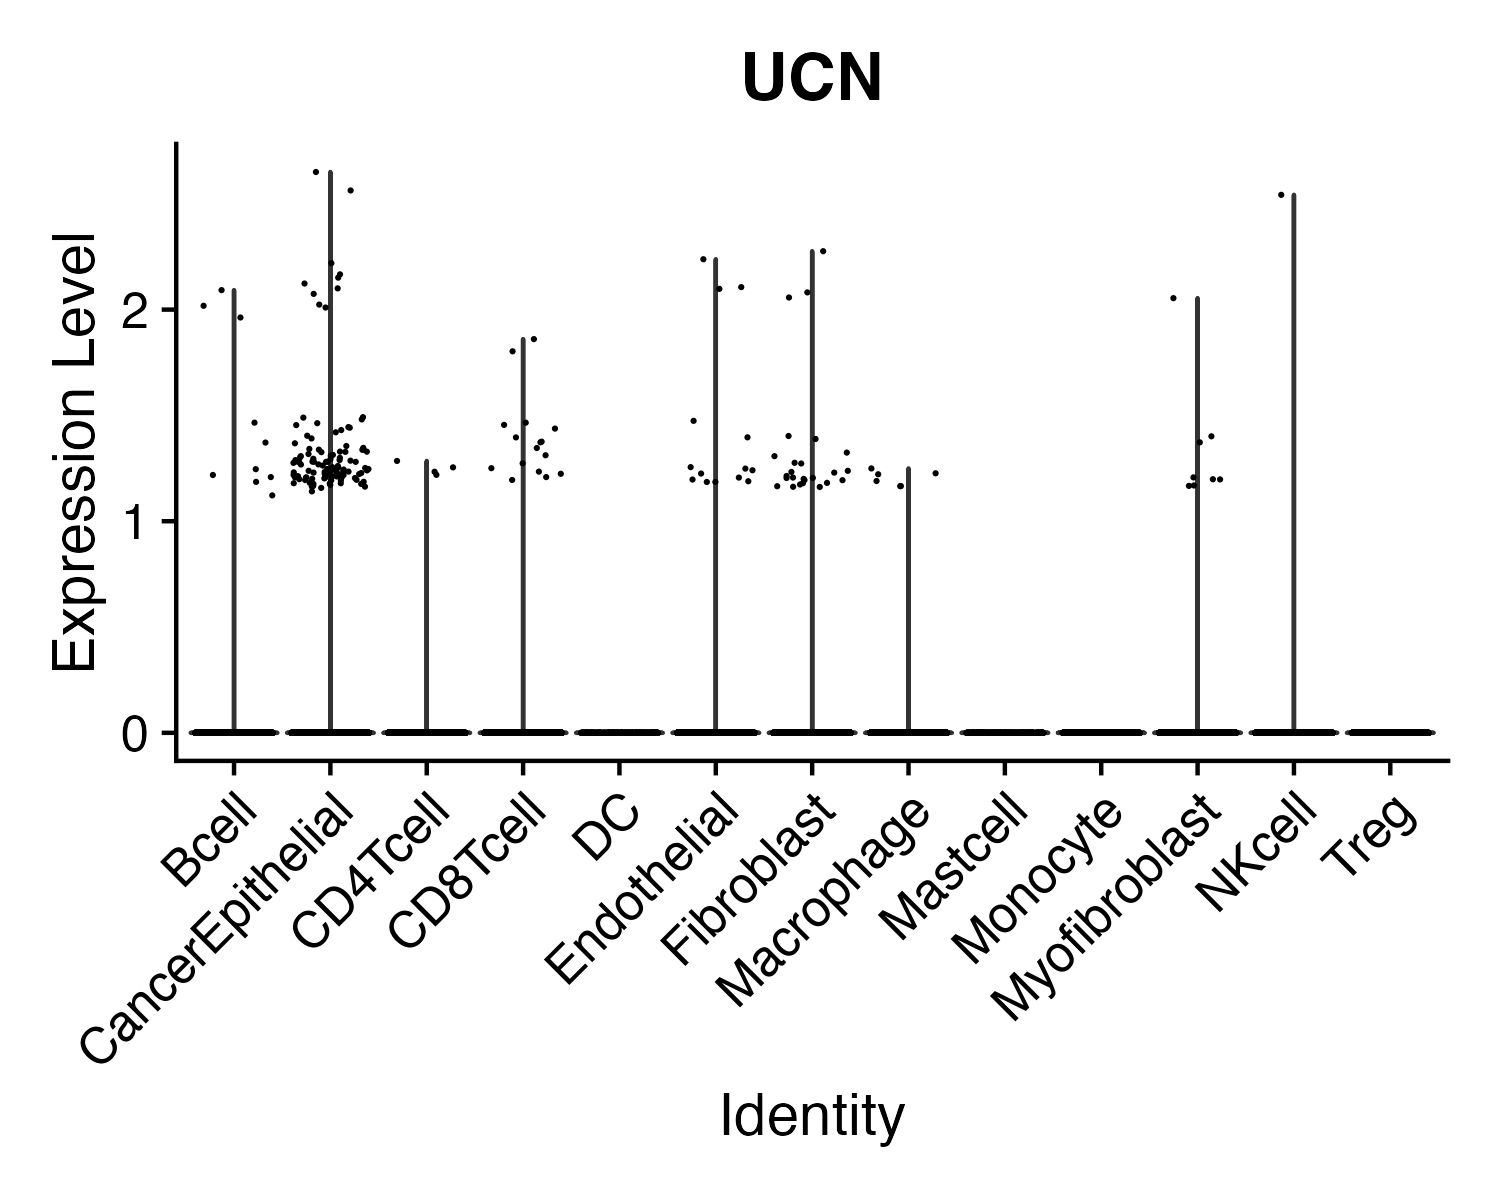 UCN
Expression Level
2
1
0
Bcell
CancerEpithelial
CD4Tcell
CD8Tcell
DC
Endothelial
Fibroblast
Macrophage
Mastcell
Monocyte
Myofibroblast
NKcell
Treg
Identity